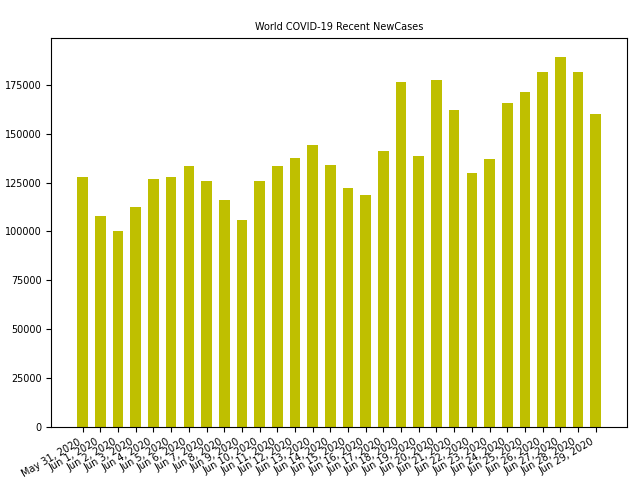 World COVID-19 Recent NewCases
175000
150000
125000
100000
75000
50000
25000
0
May 31, 2020
Jun 1, 2020
Jun 2, 2020
Jun 3, 2020
Jun 4, 2020
Jun 5, 2020
Jun 6, 2020
Jun 7, 2020
Jun 8, 2020
Jun 9, 2020
Jun 10, 2020
Jun 11, 2020
Jun 12, 2020
Jun 13, 2020
Jun 14, 2020
Jun 15, 2020
Jun 16, 2020
Jun 17, 2020
Jun 18, 2020
Jun 19, 2020
Jun 20, 2020
Jun 21, 2020
Jun 22, 2020
Jun 23, 2020
Jun 24, 2020
Jun 25, 2020
Jun 26, 2020
Jun 27, 2020
Jun 28, 2020
Jun 29, 2020